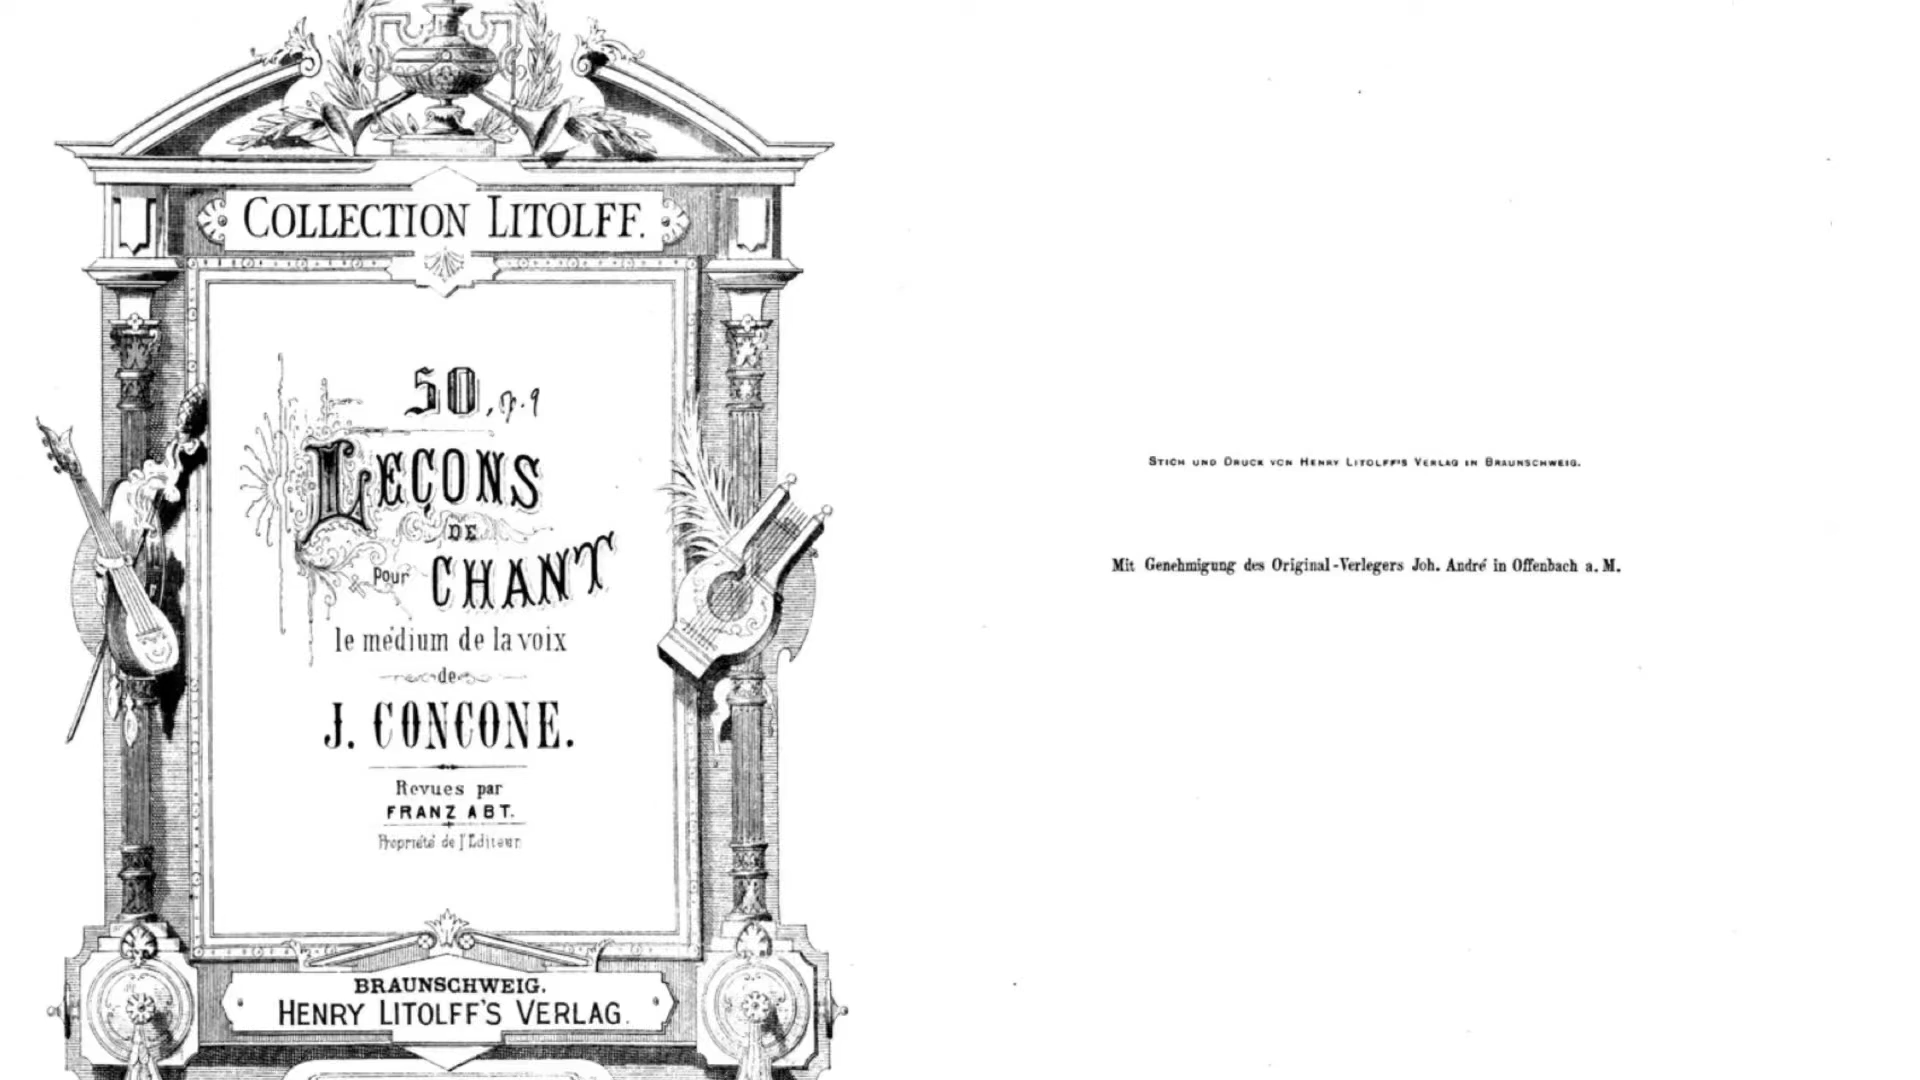 COLLECTION LITOLFF.
50, Op. 9
LEÇONS
DE
pour CHANT
le médium de la voix
de
J. CONCONE.
Revues par
FRANZ ABT.
Propriété de l'Editeur
BRAUNSCHWEIG.
HENRY LITOLFF'S VERLAG.
STICH UND DRUCK VON HENRY LITOLFF'S VERLAG IN BRAUNSCHWEIG.
Mit Genehmigung des Original-Verlegers Joh. André in Offenbach a. M.